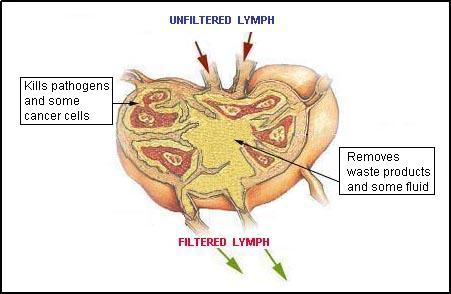 UNFILTERED LYMPH
Kills pathogens
and some
cancer cells
Removes
waste products
and some fluid
FILTERED LYMPH